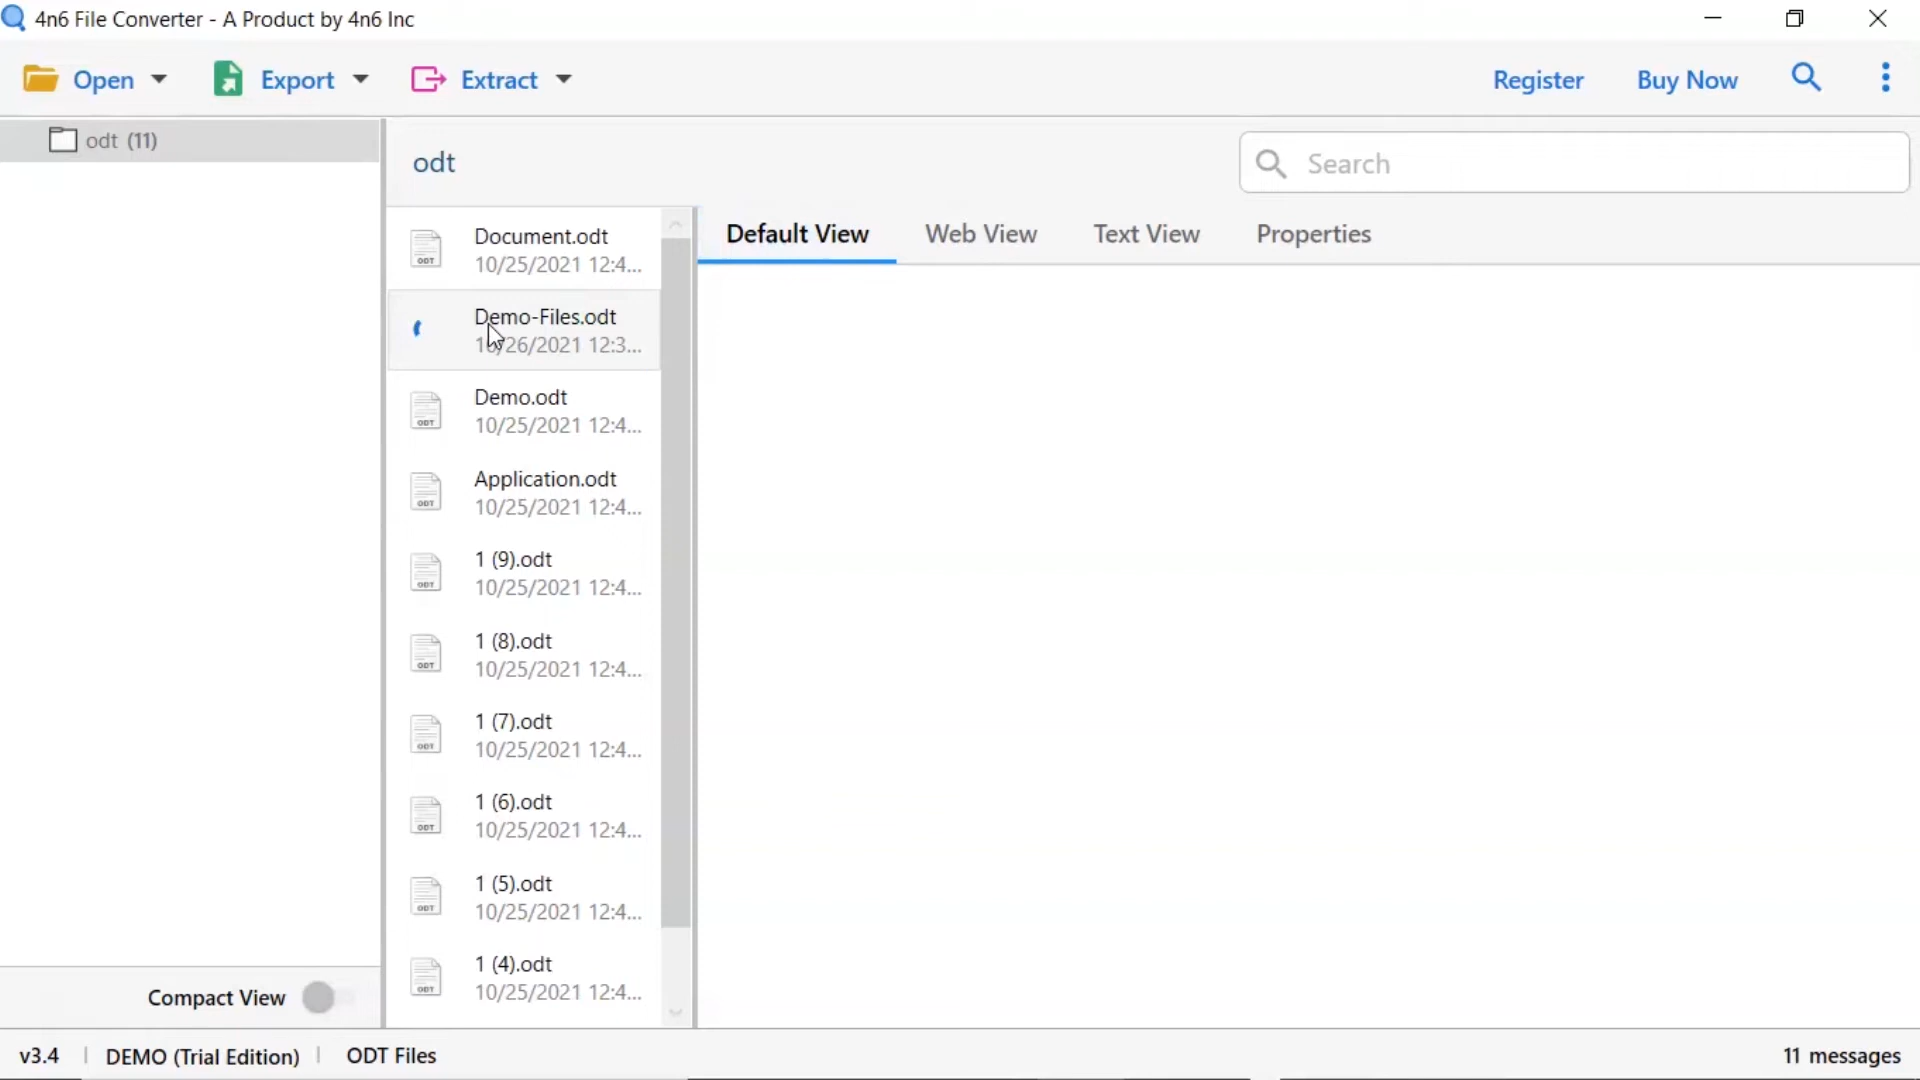 4n6 File Converter - A Product by 4n6 Inc
Open
Export
Extract
Register
Buy Now
odt (11)
odt
Search
Document.odt
10/25/2021 12:4...
Demo-Files.odt
10/26/2021 12:3...
Demo.odt
10/25/2021 12:4...
Application.odt
10/25/2021 12:4...
1 (9).odt
10/25/2021 12:4...
1 (8).odt
10/25/2021 12:4...
1 (7).odt
10/25/2021 12:4...
1 (6).odt
10/25/2021 12:4...
1 (5).odt
10/25/2021 12:4...
1 (4).odt
10/25/2021 12:4...
Default View Web View Text View Properties
Compact View
v3.4 DEMO (Trial Edition) ODT Files 11 messages